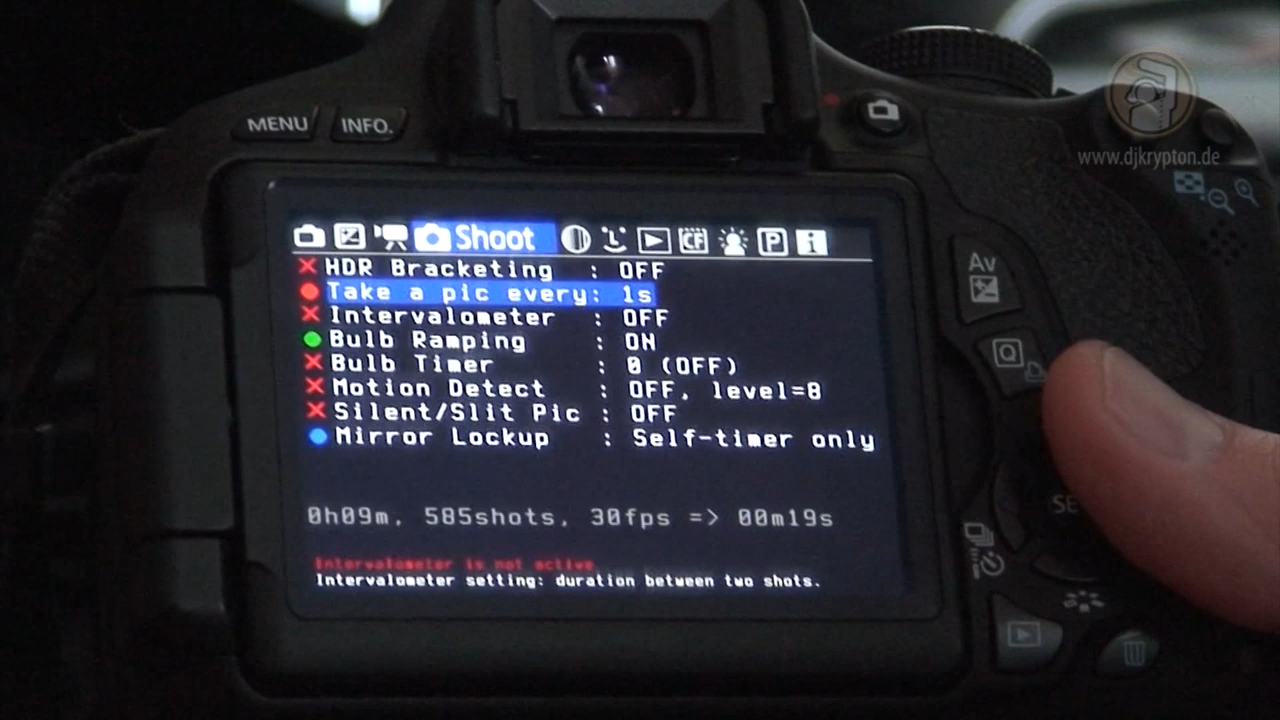 www.djkrypton.de
MENU INFO.
Shoot CF P i
HDR Bracketing : OFF
Take a pic every: 1s
Intervalometer : OFF
Bulb Ramping : ON
Bulb Timer : 0 (OFF)
Motion Detect : OFF, level=8
Silent/Slit Pic : OFF
Mirror Lockup : Self-timer only
0h09m, 585shots, 30fps => 00m19s
Intervalometer is not active
Intervalometer setting: duration between two shots.
Av
Q
SE